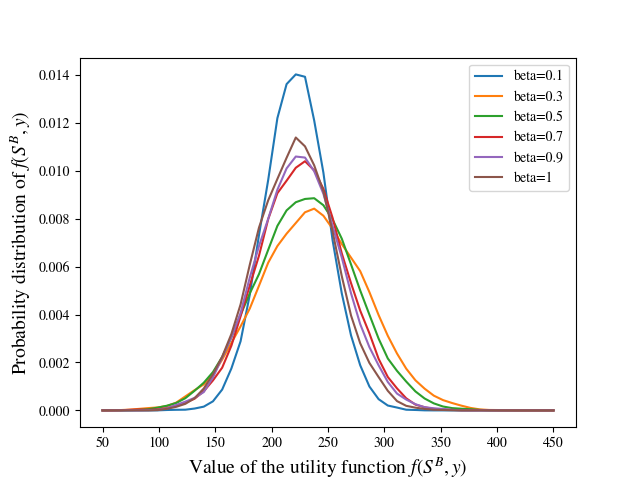 0.014
0.012
0.010
0.008
0.006
0.004
0.002
0.000
50 100 150 200 250 300 350 400 450
Probability distribution of f(S^B, y)
Value of the utility function f(S^B, y)
beta=0.1
beta=0.3
beta=0.5
beta=0.7
beta=0.9
beta=1